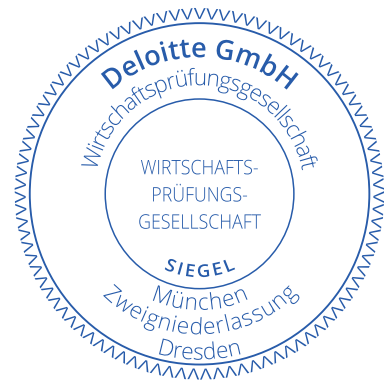 Deloitte GmbH
Wirtschaftsprüfungsgesellschaft
WIRTSCHAFTS-
PRÜFUNGS-
GESELLSCHAFT
SIEGEL
München
Zweigniederlassung
Dresden